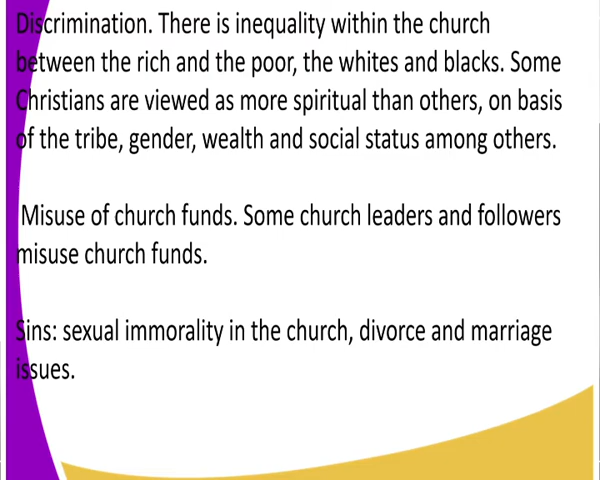 Discrimination. There is inequality within the church
between the rich and the poor, the whites and blacks. Some
Christians are viewed as more spiritual than others, on basis
of the tribe, gender, wealth and social status among others.
Misuse of church funds. Some church leaders and followers
misuse church funds.
Sins: sexual immorality in the church, divorce and marriage
issues.